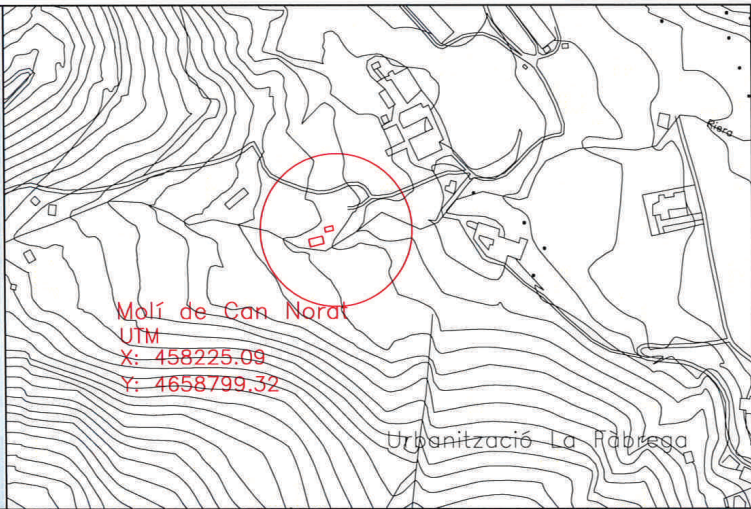 Riera
Molí de Can Norat
UTM
X: 458225.09
Y: 4658799.32
Urbanització La Fàbrega